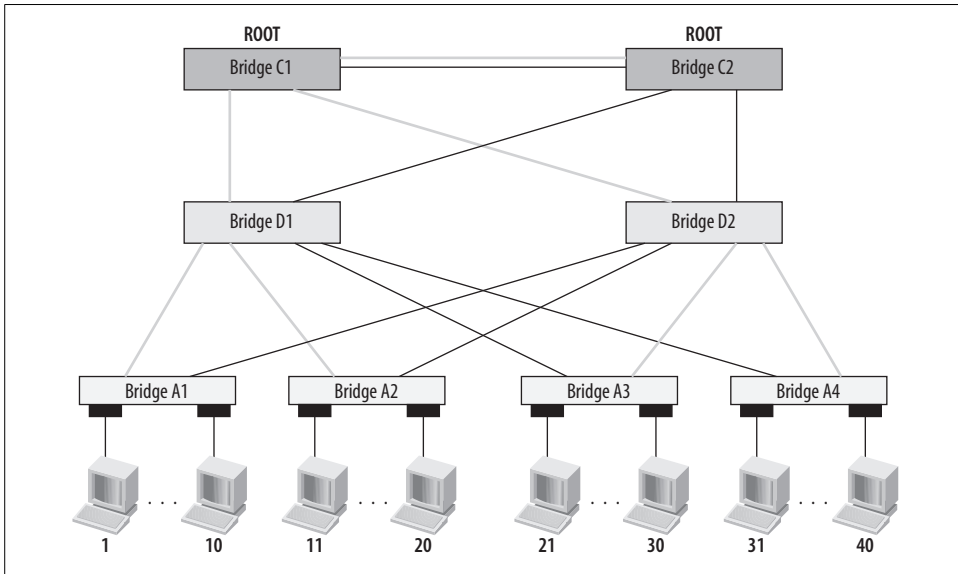 ROOT ROOT
Bridge C1 Bridge C2
Bridge D1 Bridge D2
Bridge A1 Bridge A2 Bridge A3 Bridge A4
. . . . . . . . . . . .
1 10 11 20 21 30 31 40